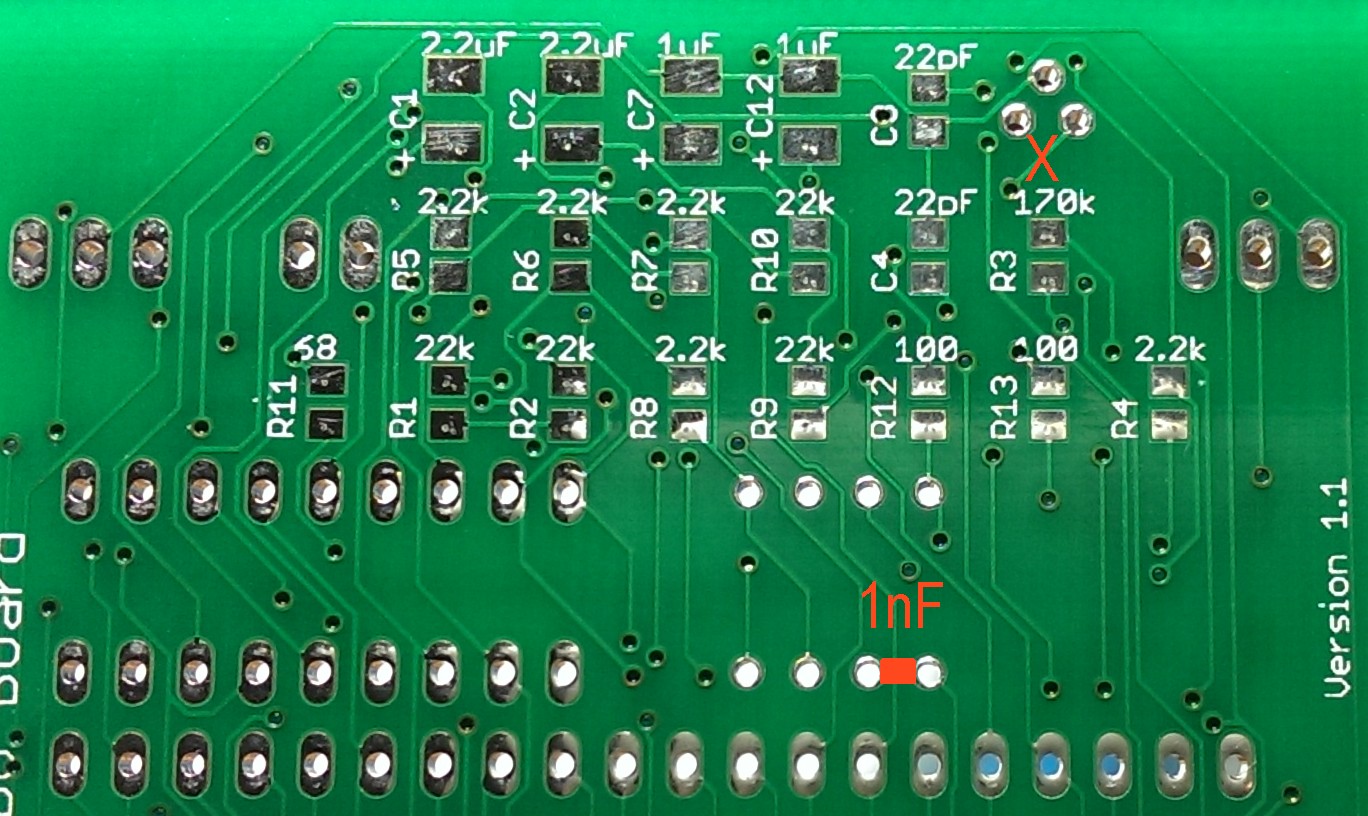 2.2uF 2.2uF 1uF 1uF 22pF
C1 C2 C7 C12 C8
+ + + +
X
2.2k 2.2k 2.2k 22k 22pF 170k
R5 R6 R7 R10 C4 R3
68 22k 22k 2.2k 22k 100 100 2.2k
R11 R1 R2 R8 R9 R12 R13 R4
1nF
Version 1.1
Board